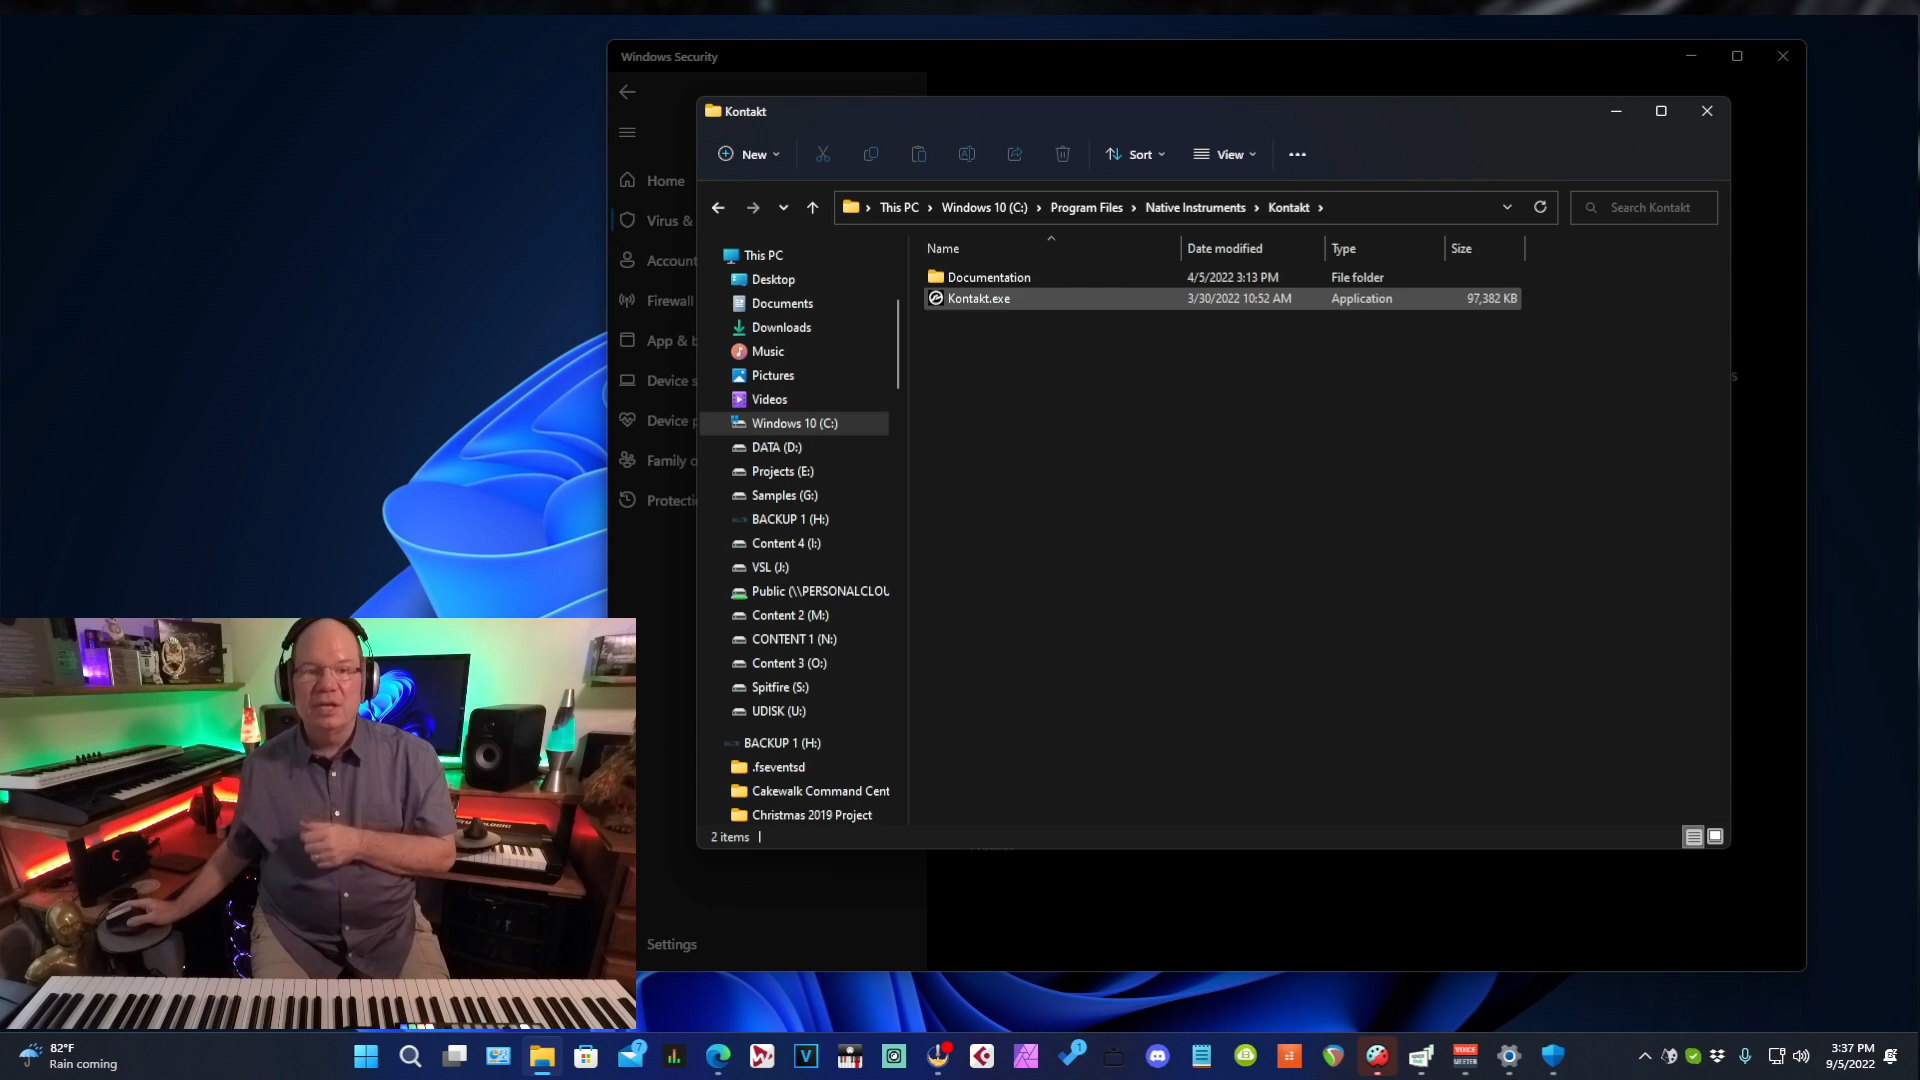 Windows Security
Home
Virus &
Account
Firewall
App & b
Device s
Device p
Family o
Protecti
Settings
Kontakt
New
Sort
View
This PC
Windows 10 (C:)
Program Files
Native Instruments
Kontakt
Search Kontakt
Name
Date modified
Type
Size
Documentation
4/5/2022 3:13 PM
File folder
Kontakt.exe
3/30/2022 10:52 AM
Application
97,382 KB
This PC
Desktop
Documents
Downloads
Music
Pictures
Videos
Windows 10 (C:)
DATA (D:)
Projects (E:)
Samples (G:)
BACKUP 1 (H:)
Content 4 (I:)
VSL (J:)
Public (\\PERSONALCLOU
Content 2 (M:)
CONTENT 1 (N:)
Content 3 (O:)
Spitfire (S:)
UDISK (U:)
BACKUP 1 (H:)
.fseventsd
Cakewalk Command Cent
Christmas 2019 Project
2 items
82°F
Rain coming
7
V
1
VOICE
MEETER
3:37 PM
9/5/2022